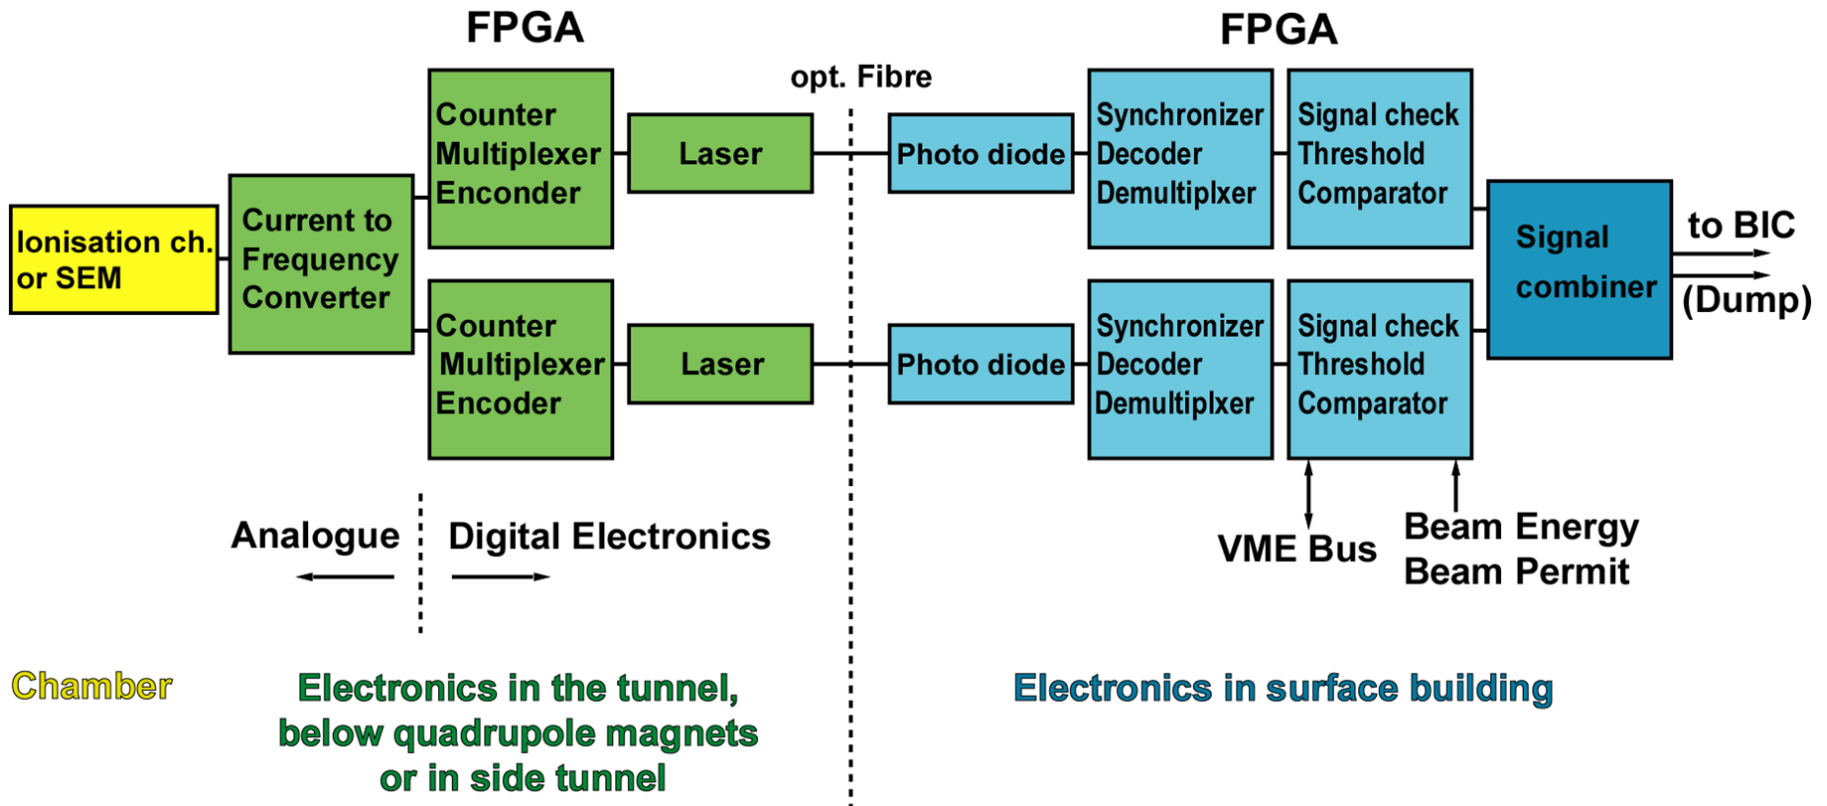 FPGA
FPGA
opt. Fibre
Counter
Multiplexer
Enconder
Laser
Photo diode
Synchronizer
Decoder
Demultiplxer
Signal check
Threshold
Comparator
Ionisation ch.
or SEM
Current to
Frequency
Converter
Signal
combiner
to BIC
(Dump)
Counter
Multiplexer
Encoder
Laser
Photo diode
Synchronizer
Decoder
Demultiplxer
Signal check
Threshold
Comparator
Analogue
Digital Electronics
VME Bus
Beam Energy
Beam Permit
Chamber
Electronics in the tunnel,
below quadrupole magnets
or in side tunnel
Electronics in surface building